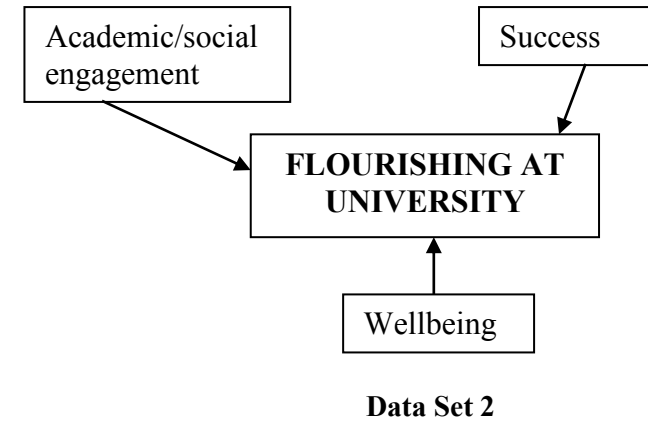 Academic/social
engagement
Success
FLOURISHING AT
UNIVERSITY
Wellbeing
Data Set 2